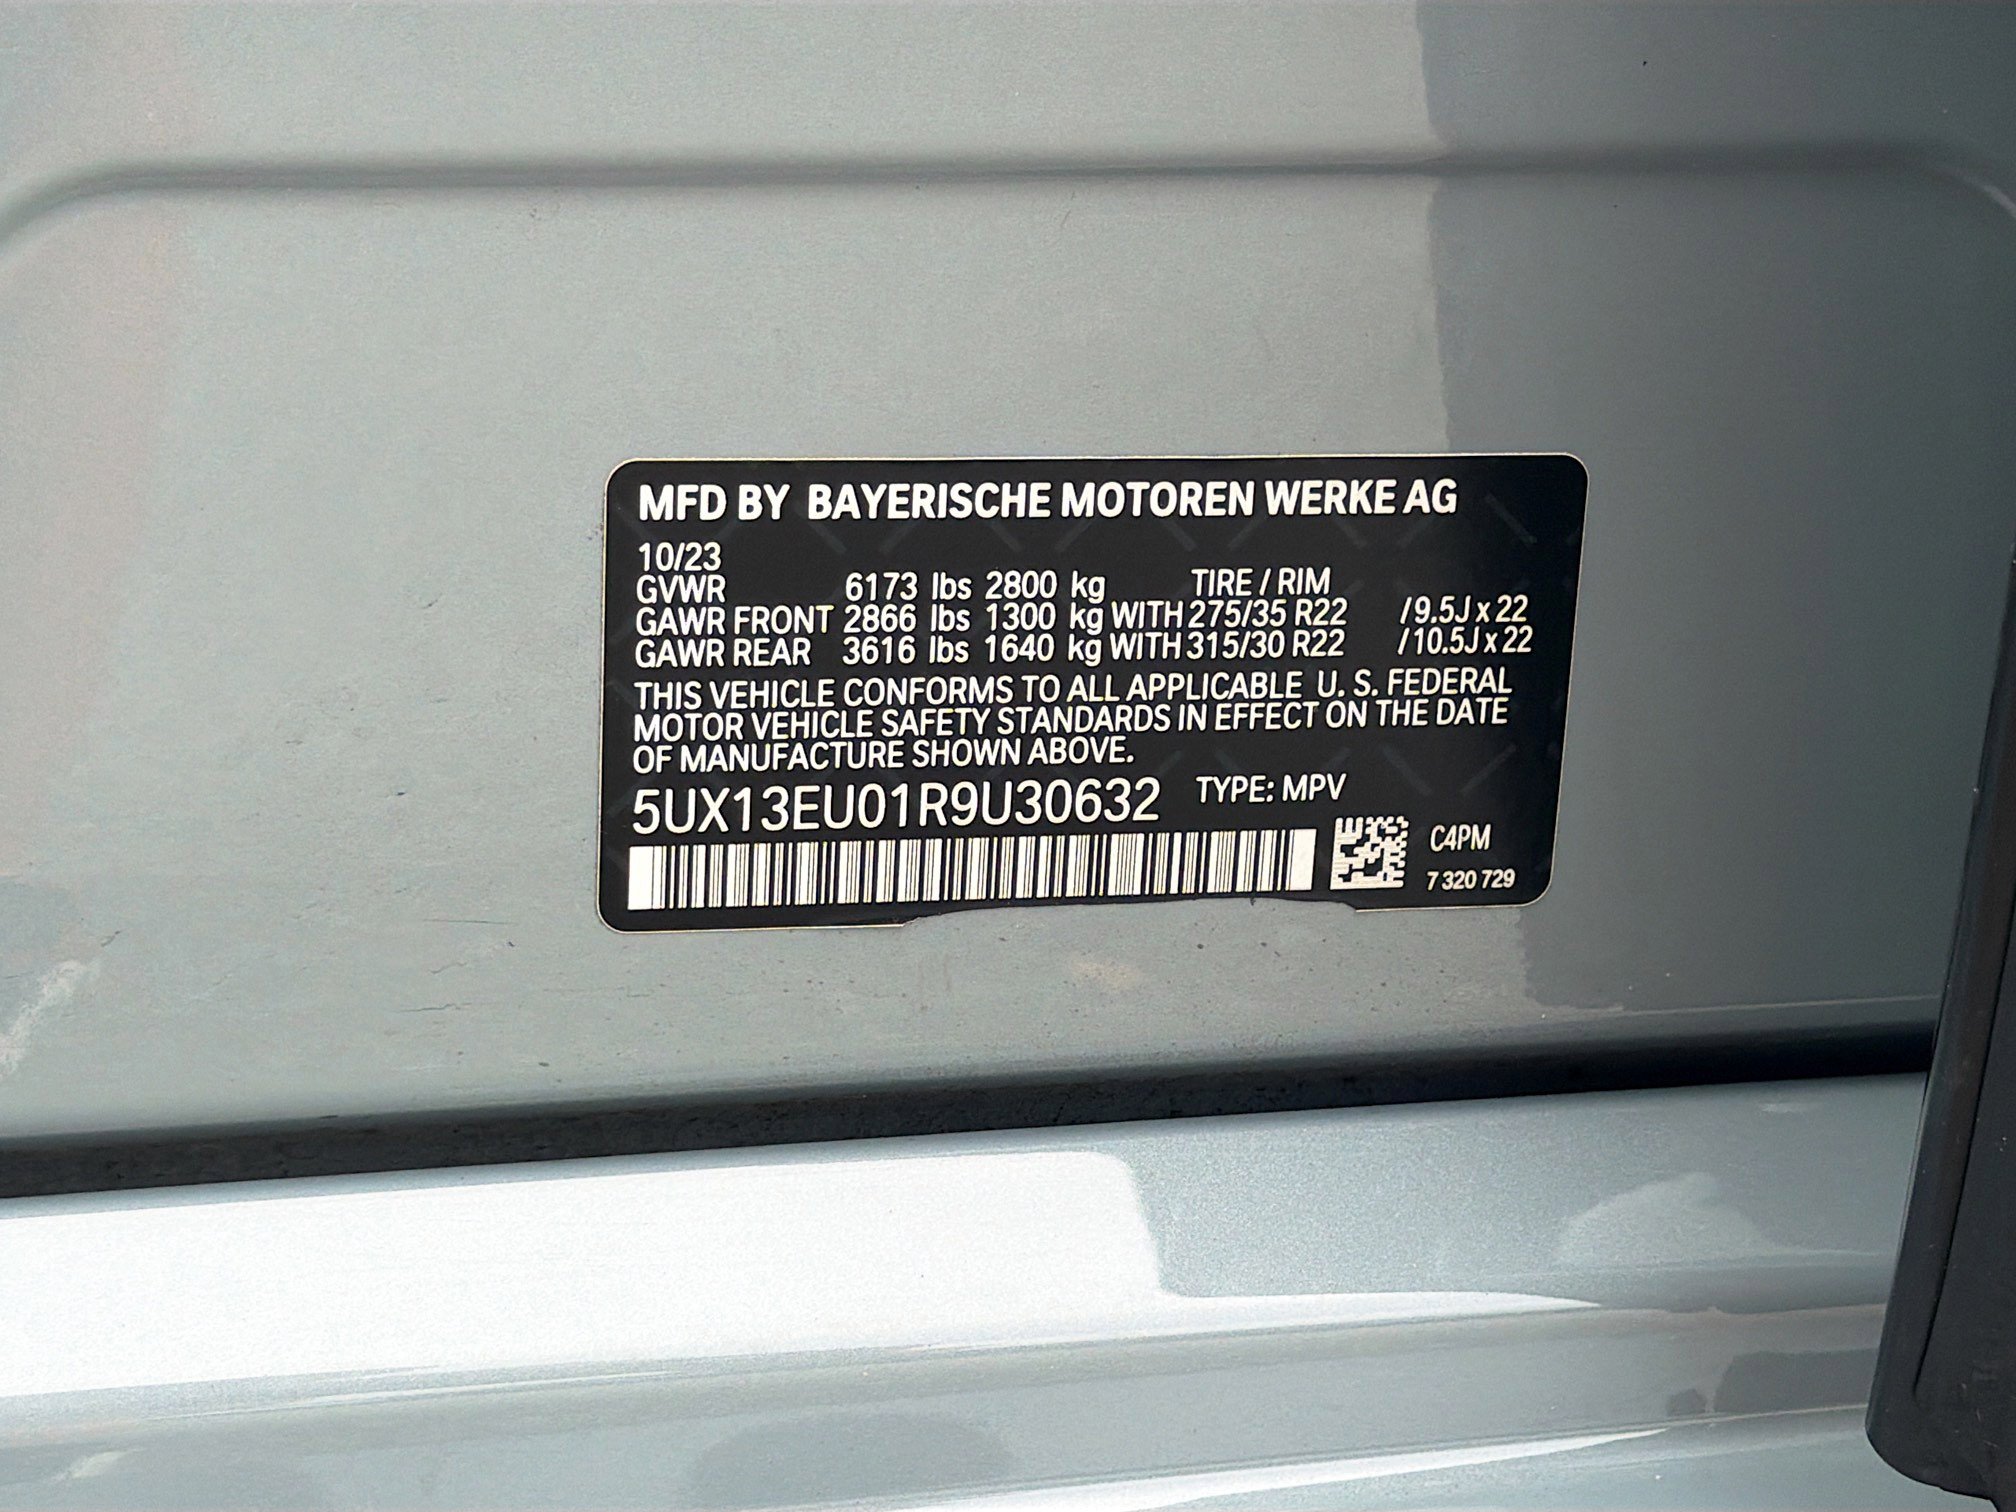 MFD BY BAYERISCHE MOTOREN WERKE AG
10/23
GVWR 6173 lbs 2800 kg TIRE / RIM
GAWR FRONT 2866 lbs 1300 kg WITH 275/35 R22 /9.5J x 22
GAWR REAR 3616 lbs 1640 kg WITH 315/30 R22 /10.5J x 22
THIS VEHICLE CONFORMS TO ALL APPLICABLE U. S. FEDERAL
MOTOR VEHICLE SAFETY STANDARDS IN EFFECT ON THE DATE
OF MANUFACTURE SHOWN ABOVE.
5UX13EU01R9U30632 TYPE: MPV
C4PM
7 320 729